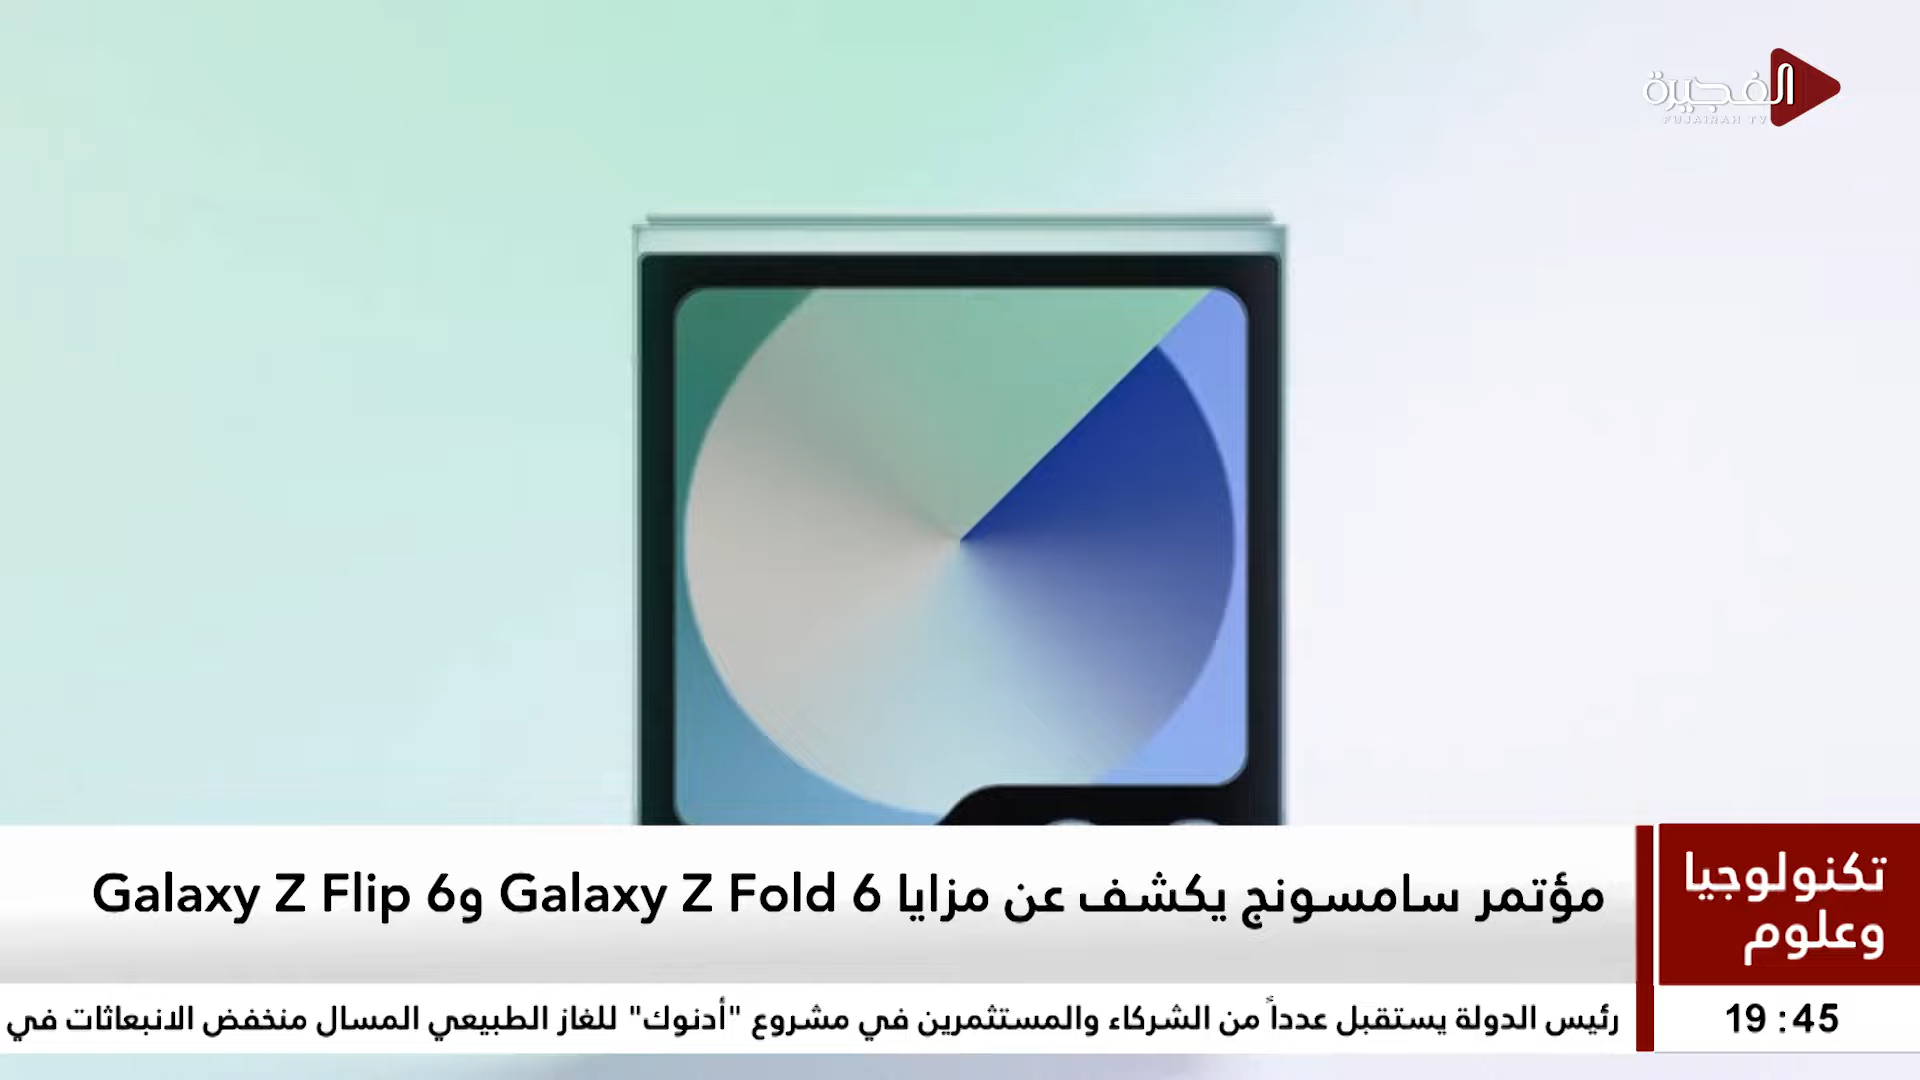 الفجيرة
FUJAIRAH TV
مؤتمر سامسونج يكشف عن مزايا Galaxy Z Fold 6 وGalaxy Z Flip 6
تكنولوجيا
وعلوم
رئيس الدولة يستقبل عدداً من الشركاء والمستثمرين في مشروع "أدنوك" للغاز الطبيعي المسال منخفض الانبعاثات في
19:45